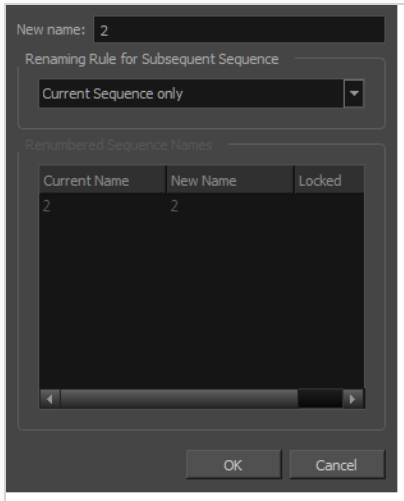 New name: 2
Renaming Rule for Subsequent Sequence
Current Sequence only
Renumbered Sequence Names
Current Name New Name Locked
2 2
OK Cancel